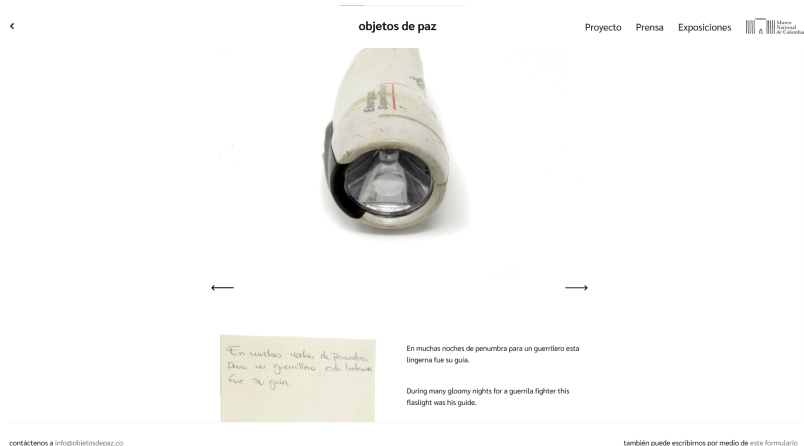 objetos de paz
Proyecto
Prensa
Exposiciones
Museo
Nacional
de Colombia
Energizer
En muchas noches de penumbra
para un guerrillero esta linterna
fue su guía
En muchas noches de penumbra para un guerrilero esta
lingerna fue su guía.
During many gloomy nights for a guerrila fighter this
flaslight was his guide.
contáctenos a info@objetosdepaz.co
también puede escribirnos por medio de este formulario